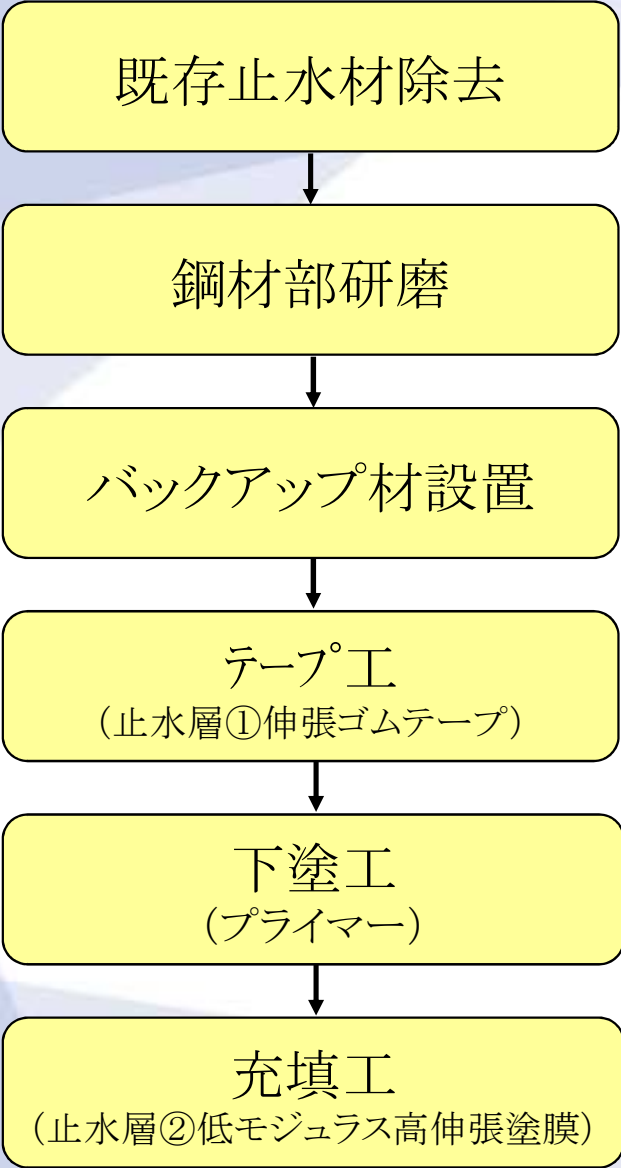 既存止水材除去
鋼材部研磨
バックアップ材設置
テープ工
（止水層①伸張ゴムテープ）
下塗工
（プライマー）
充填工
（止水層②低モジュラス高伸張塗膜）